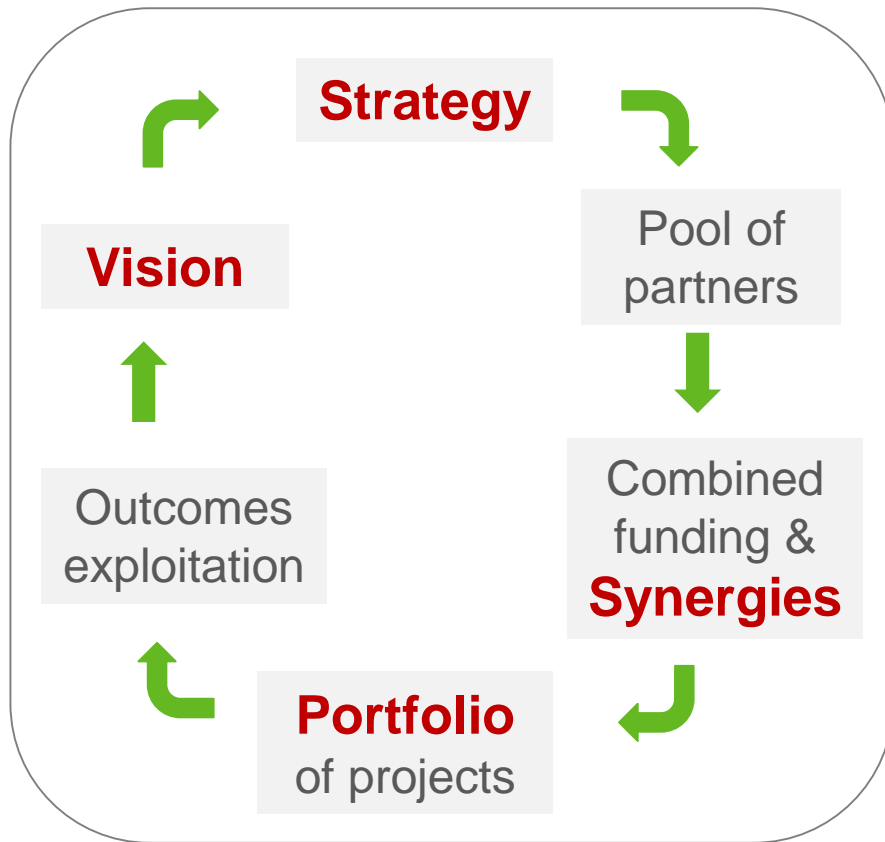 Strategy
Pool of
partners
Combined
funding &
Synergies
Portfolio
of projects
Outcomes
exploitation
Vision